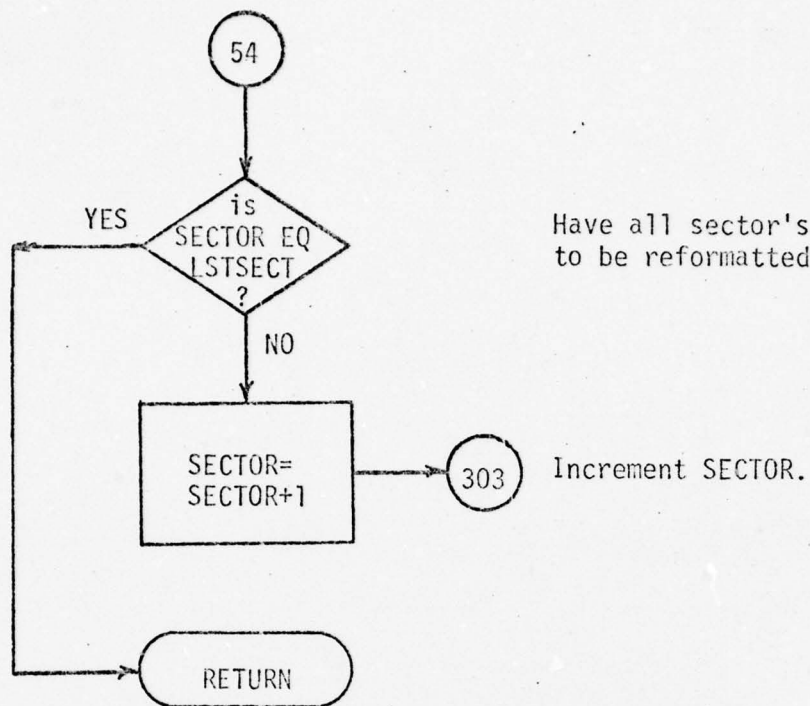 54
YES
is
SECTOR EQ
LSTSECT
?
Have all sector's
to be reformatted
NO
SECTOR=
SECTOR+1
303
Increment SECTOR.
RETURN